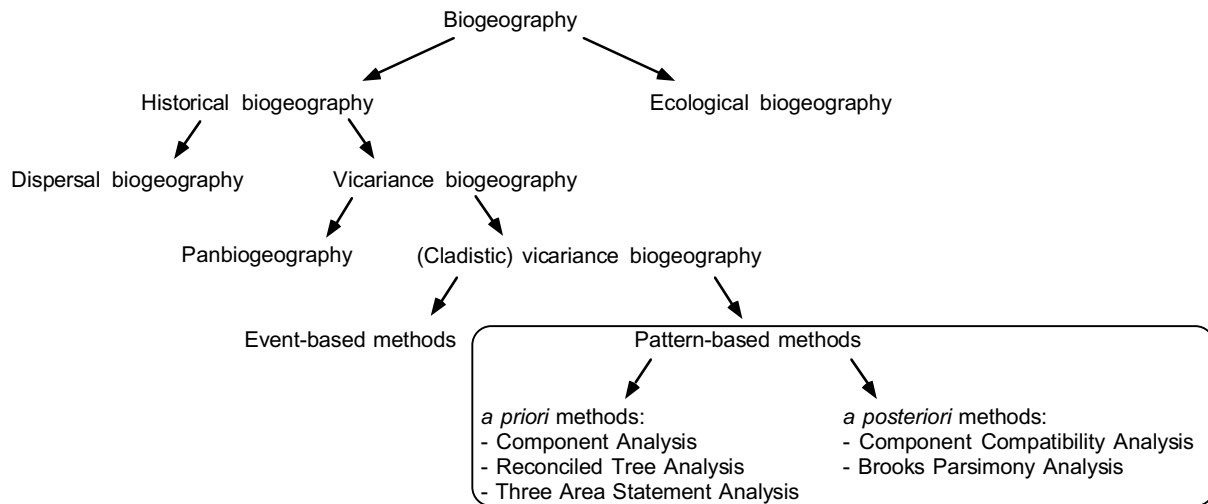 Biogeography
Historical biogeography
Ecological biogeography
Dispersal biogeography
Vicariance biogeography
Panbiogeography
(Cladistic) vicariance biogeography
Event-based methods
Pattern-based methods
a priori methods:
- Component Analysis
- Reconciled Tree Analysis
- Three Area Statement Analysis
a posteriori methods:
- Component Compatibility Analysis
- Brooks Parsimony Analysis